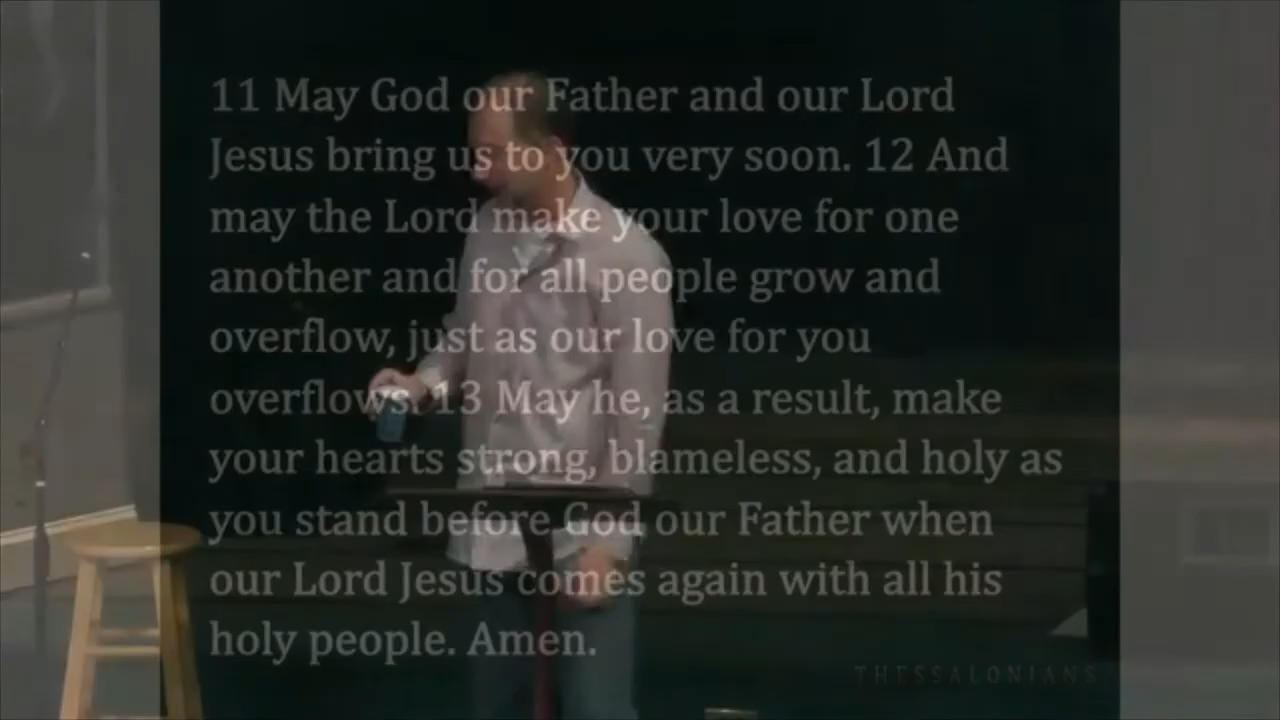 11 May God our Father and our Lord
Jesus bring us to you very soon. 12 And
may the Lord make your love for one
another and for all people grow and
overflow, just as our love for you
overflows. 13 May he, as a result, make
your hearts strong, blameless, and holy as
you stand before God our Father when
our Lord Jesus comes again with all his
holy people. Amen.
THESSALONIANS